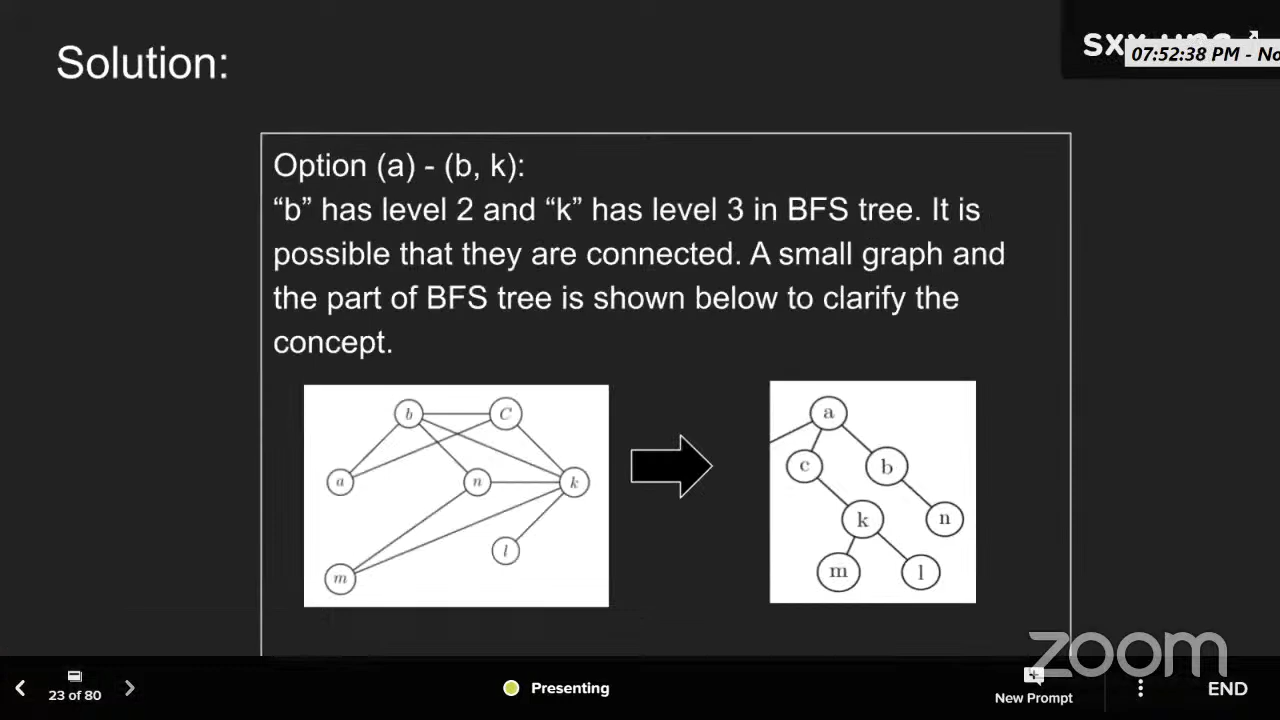 Solution:
07:52:38 PM - No
Option (a) - (b, k):
“b” has level 2 and “k” has level 3 in BFS tree. It is
possible that they are connected. A small graph and
the part of BFS tree is shown below to clarify the
concept.
b C
a n k
l
m
a
c b
k n
m l
zoom
23 of 80
Presenting
New Prompt
END